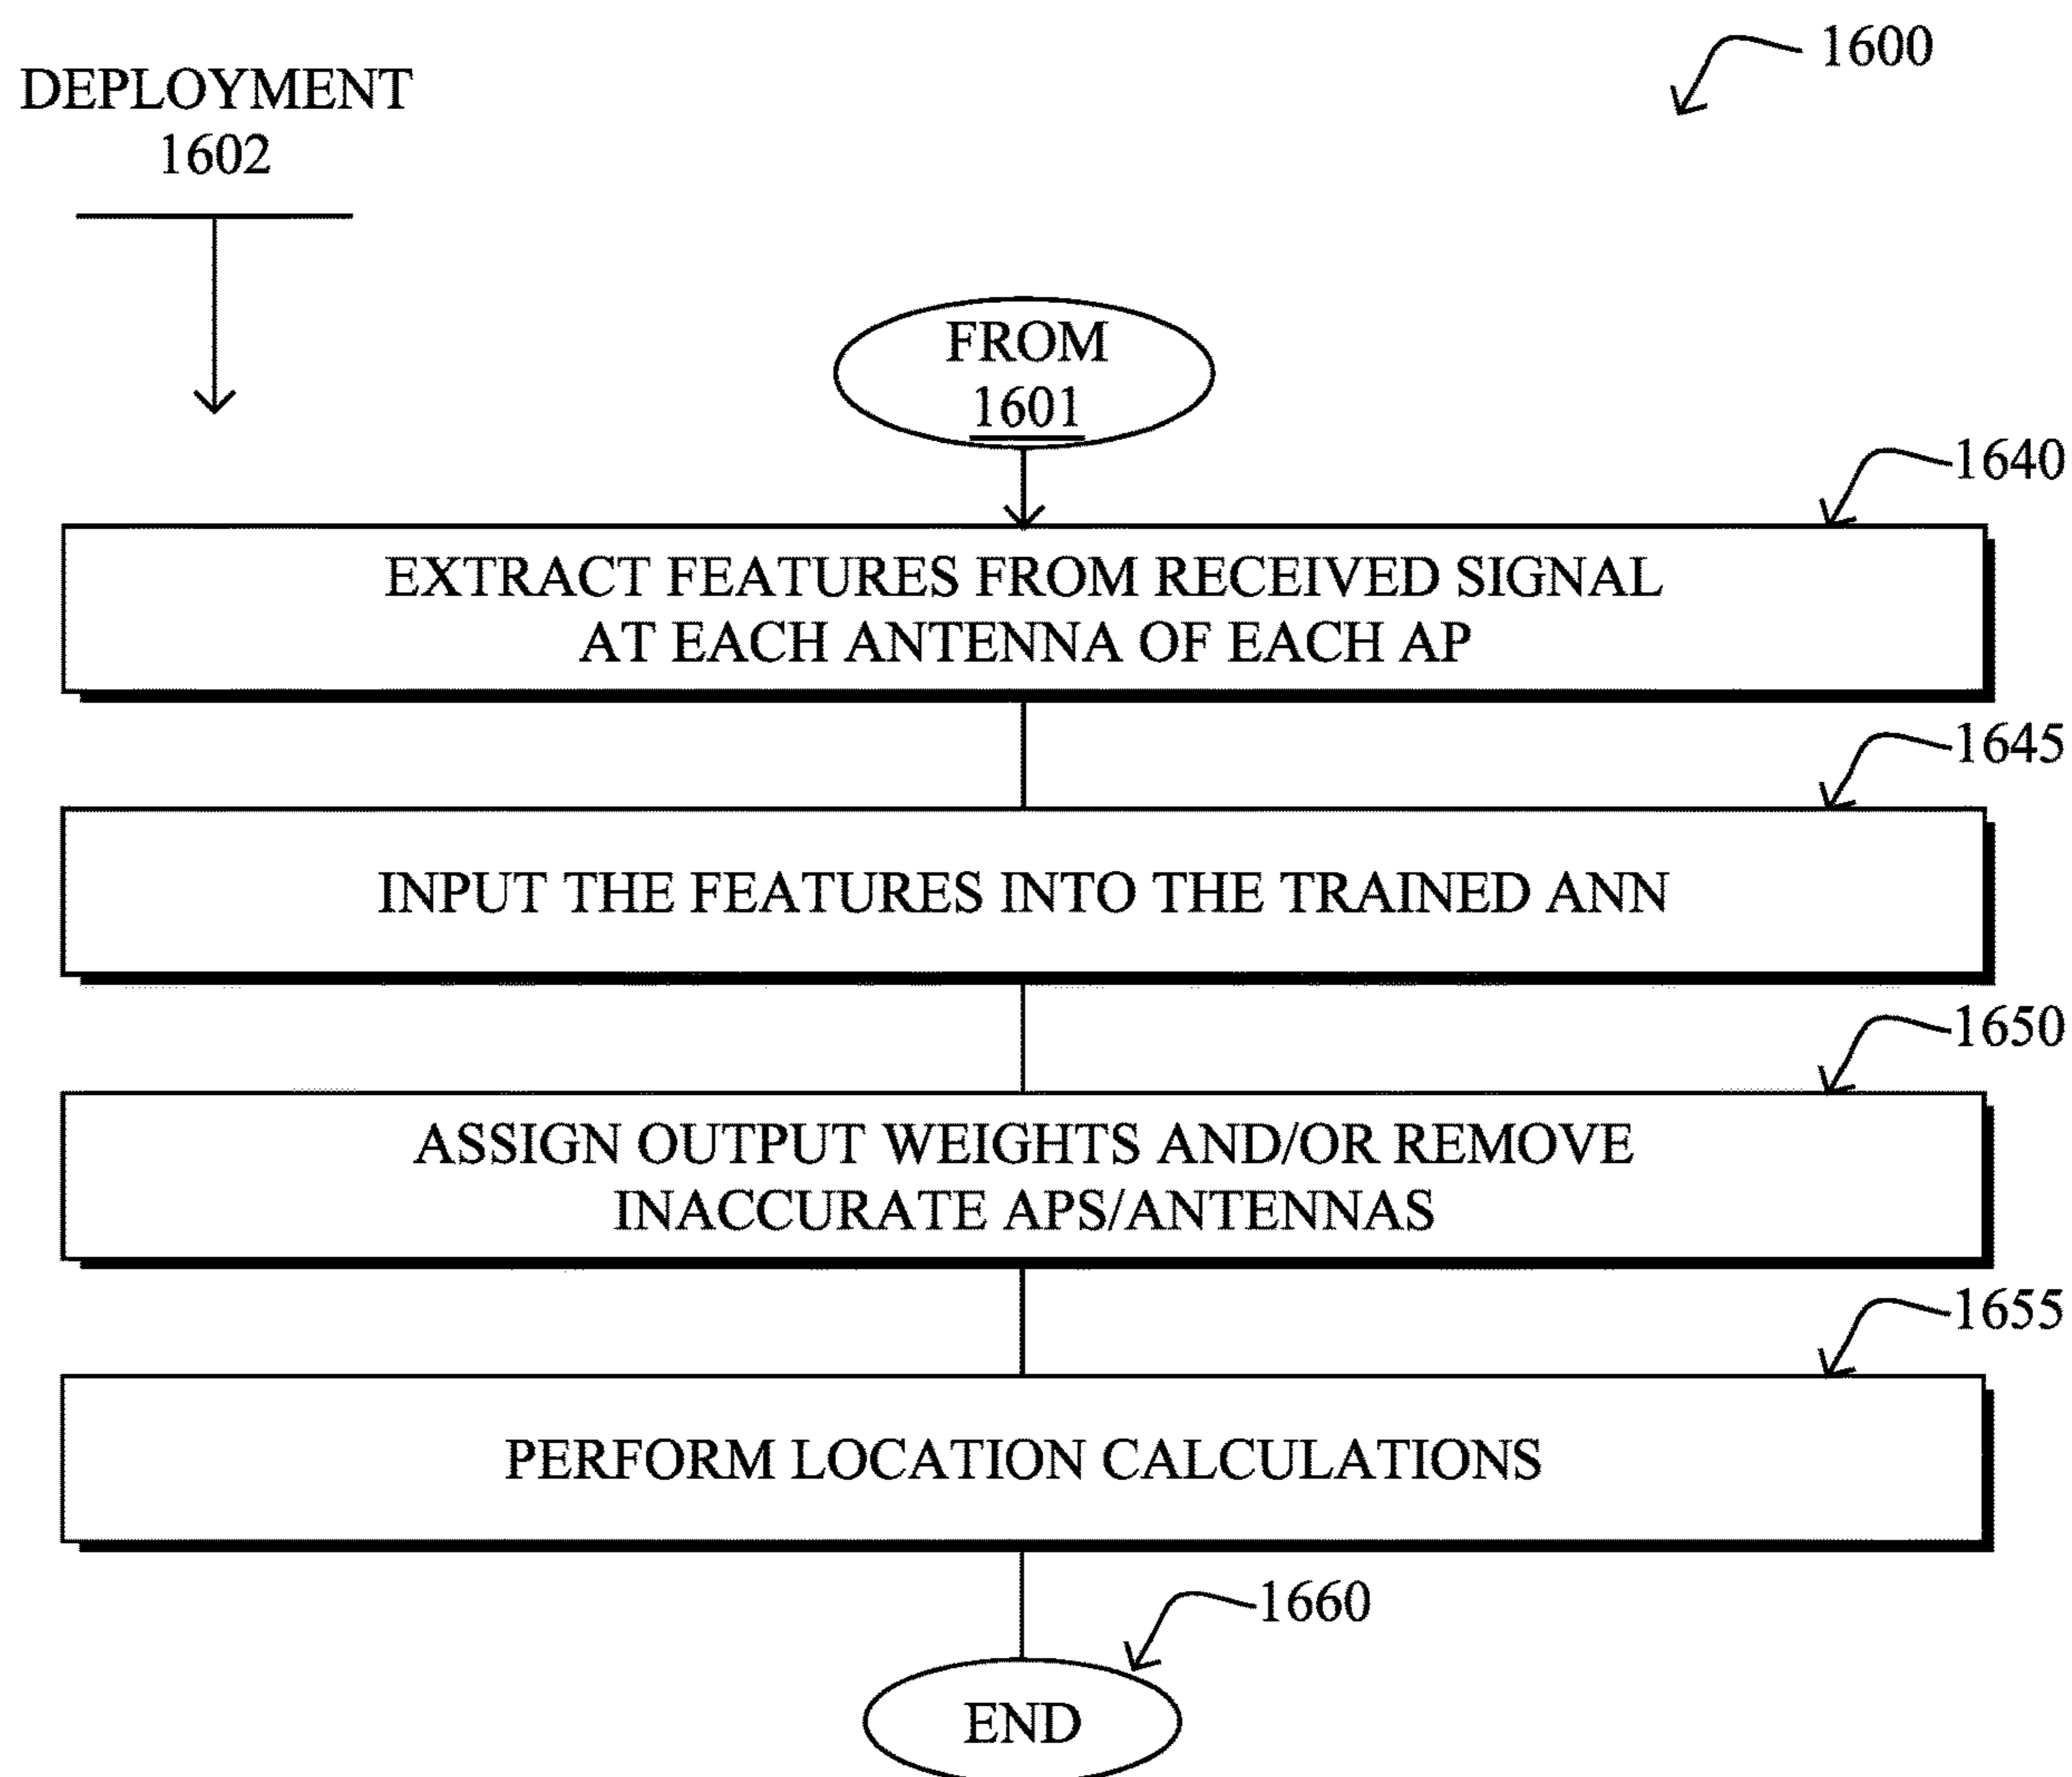 1600
DEPLOYMENT
1602
FROM
1601
1640
EXTRACT FEATURES FROM RECEIVED SIGNAL
AT EACH ANTENNA OF EACH AP
1645
INPUT THE FEATURES INTO THE TRAINED ANN
1650
ASSIGN OUTPUT WEIGHTS AND/OR REMOVE
INACCURATE APS/ANTENNAS
1655
PERFORM LOCATION CALCULATIONS
1660
END